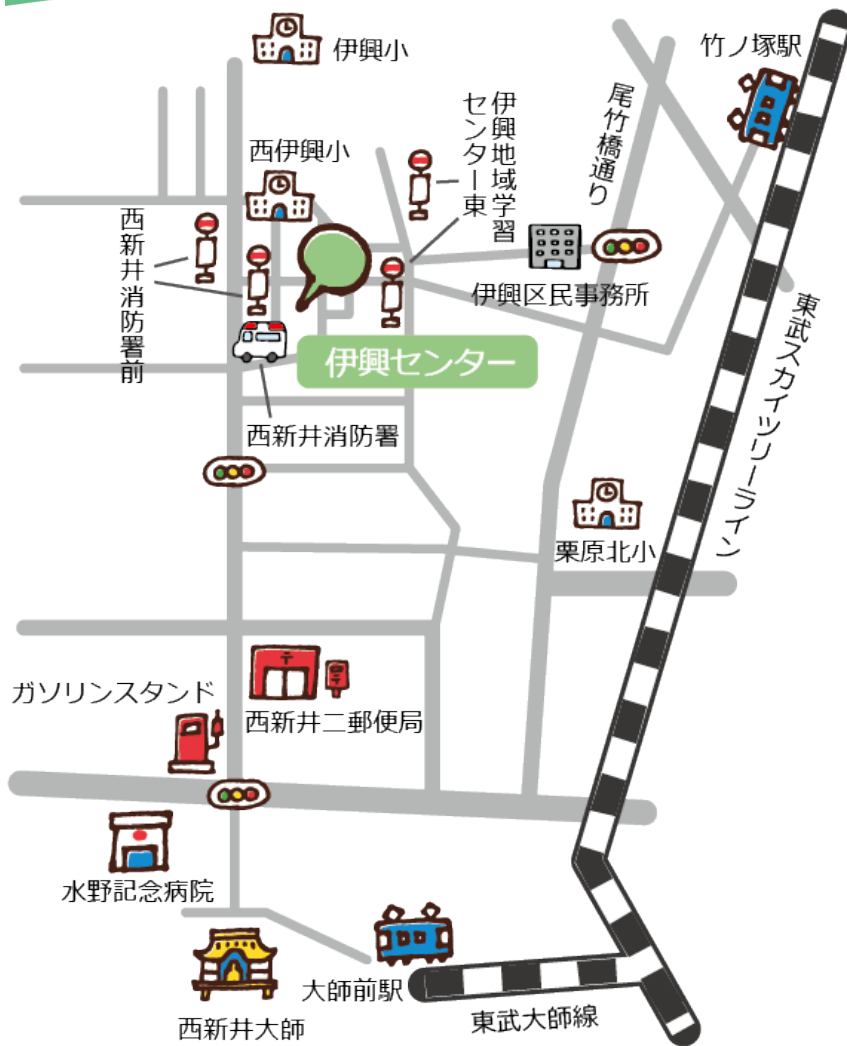 伊興小
竹ノ塚駅
伊興地域学習
センター東
尾竹橋通り
西伊興小
西新井消防署前
伊興区民事務所
東武スカイツリーライン
伊興センター
西新井消防署
栗原北小
ガソリンスタンド
西新井二郵便局
水野記念病院
大師前駅
西新井大師
東武大師線